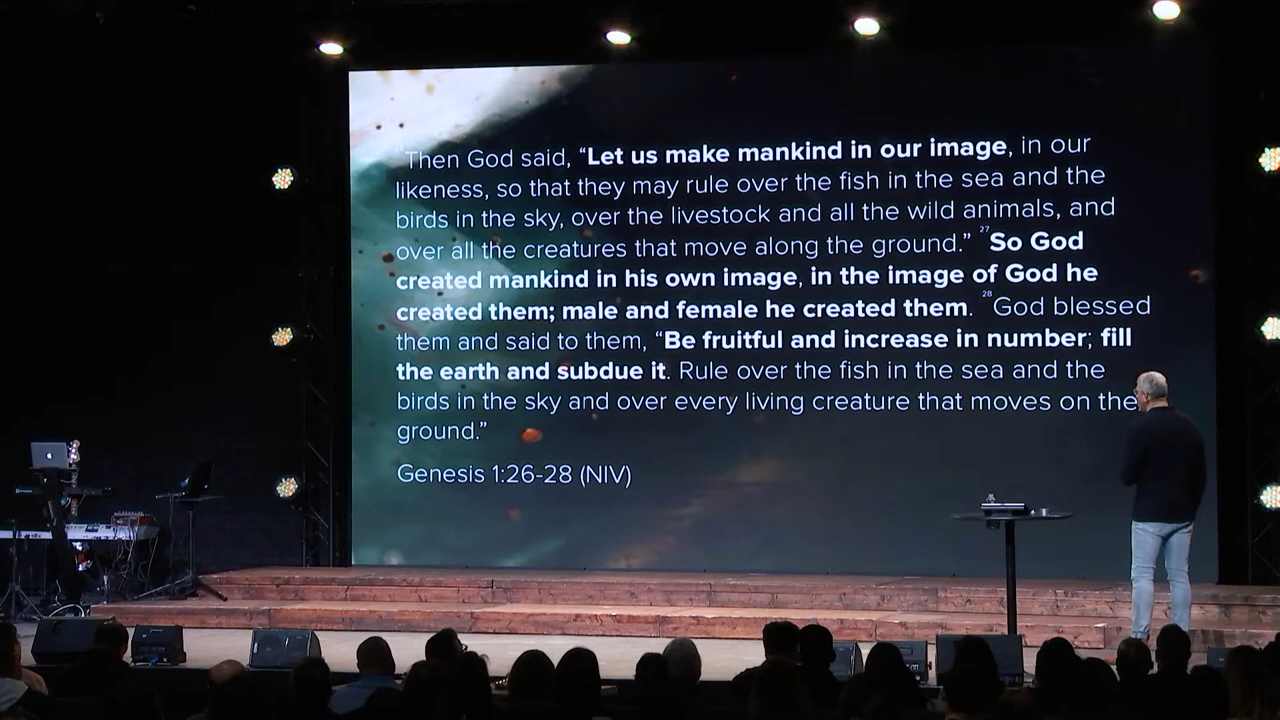 Then God said, “Let us make mankind in our image, in our
likeness, so that they may rule over the fish in the sea and the
birds in the sky, over the livestock and all the wild animals, and
over all the creatures that move along the ground.” 27So God
created mankind in his own image, in the image of God he
created them; male and female he created them. 28God blessed
them and said to them, “Be fruitful and increase in number; fill
the earth and subdue it. Rule over the fish in the sea and the
birds in the sky and over every living creature that moves on the
ground.”
Genesis 1:26-28 (NIV)